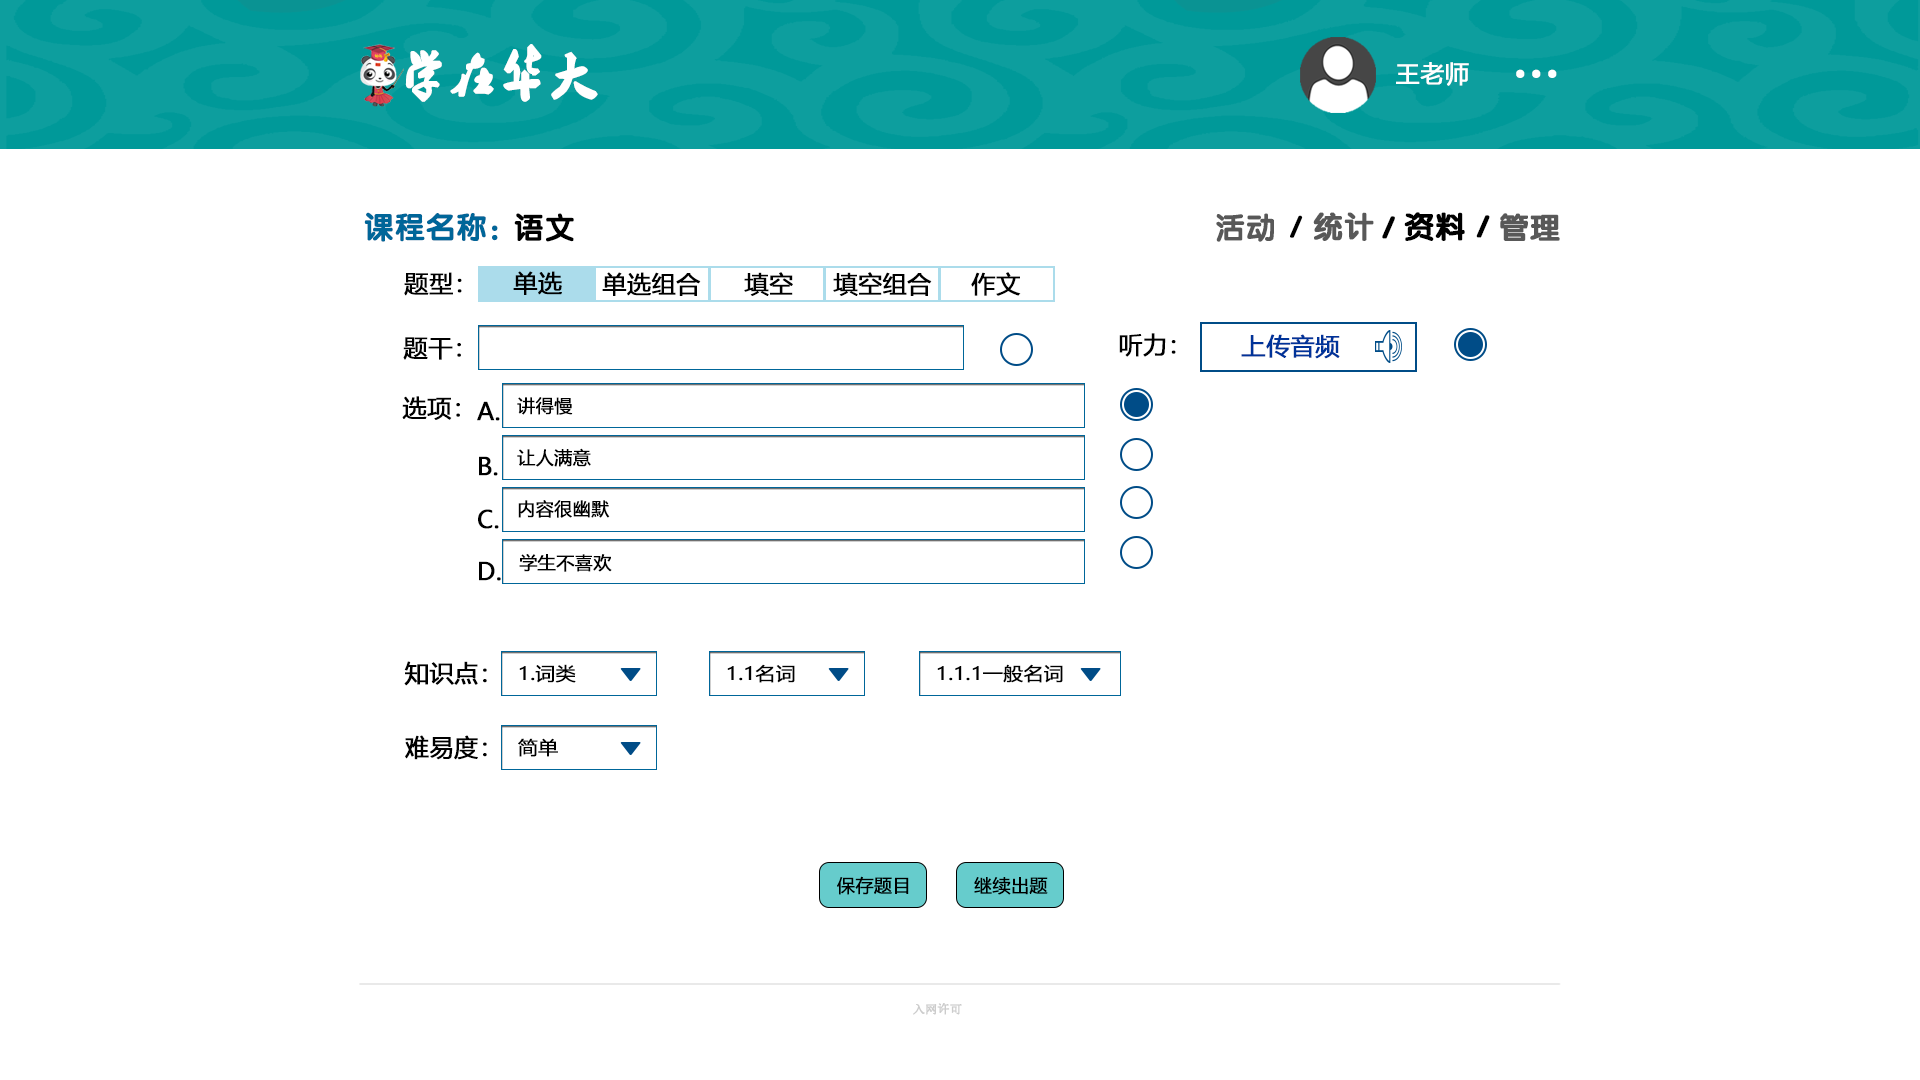 学在华大
王老师
课程名称：语文
活动 / 统计 / 资料 / 管理
题型： 单选 单选组合 填空 填空组合 作文
题干：
听力： 上传音频
选项： A. 讲得慢
B. 让人满意
C. 内容很幽默
D. 学生不喜欢
知识点： 1.词类 1.1名词 1.1.1一般名词
难易度： 简单
保存题目 继续出题
入网许可